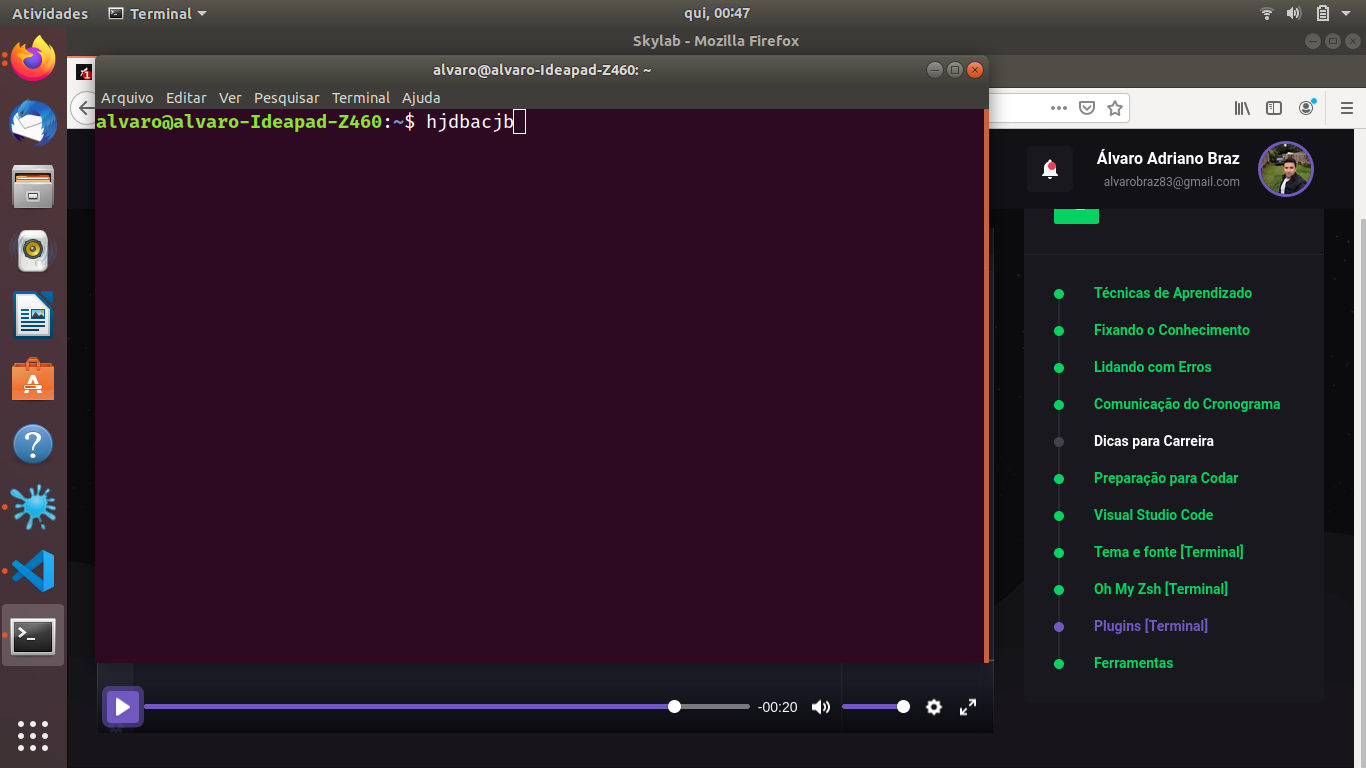 Atividades
Terminal
qui, 00:47
Skylab - Mozilla Firefox
alvaro@alvaro-Ideapad-Z460: ~
Arquivo Editar Ver Pesquisar Terminal Ajuda
alvaro@alvaro-Ideapad-Z460:~$ hjdbacjb
1
Álvaro Adriano Braz
alvarobraz83@gmail.com
Técnicas de Aprendizado
Fixando o Conhecimento
Lidando com Erros
Comunicação do Cronograma
Dicas para Carreira
Preparação para Codar
Visual Studio Code
Tema e fonte [Terminal]
Oh My Zsh [Terminal]
Plugins [Terminal]
Ferramentas
-00:20